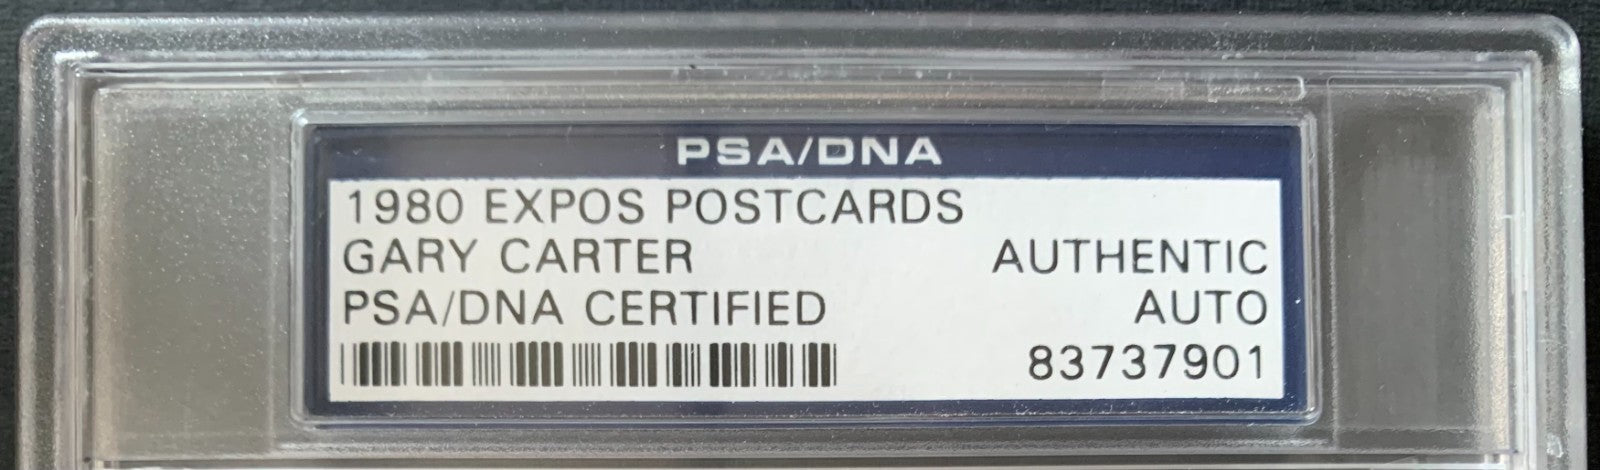 PSA/DNA
1980 EXPOS POSTCARDS
GARY CARTER AUTHENTIC
PSA/DNA CERTIFIED AUTO
83737901